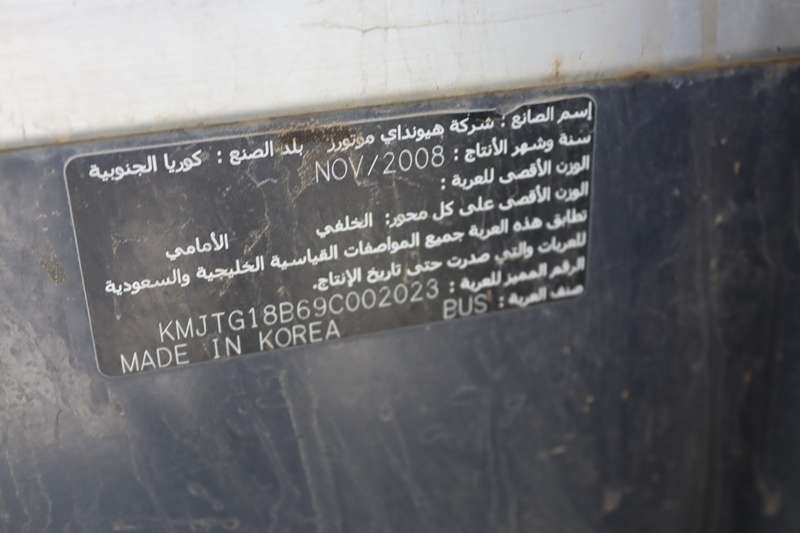 إسم الصانع : شركة هيونداي موتورز بلد الصنع : كوريا الجنوبية
سنة وشهر الأنتاج : NOV/2008
الوزن الأقصى للعربة :
الوزن الأقصى على كل محور: الخلفي الأمامي
تطابق هذه العربة جميع المواصفات القياسية الخليجية والسعودية
للعربات والتي صدرت حتى تاريخ الإنتاج.
الرقم المميز للعربة : KMJTG18B69C002023
صنف العربة : BUS
MADE IN KOREA